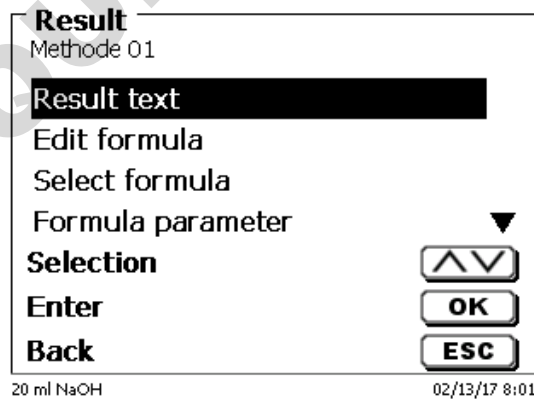 Result
Methode 01
Result text
Edit formula
Select formula
Formula parameter
Selection
Enter OK
Back ESC
20 ml NaOH 02/13/17 8:01